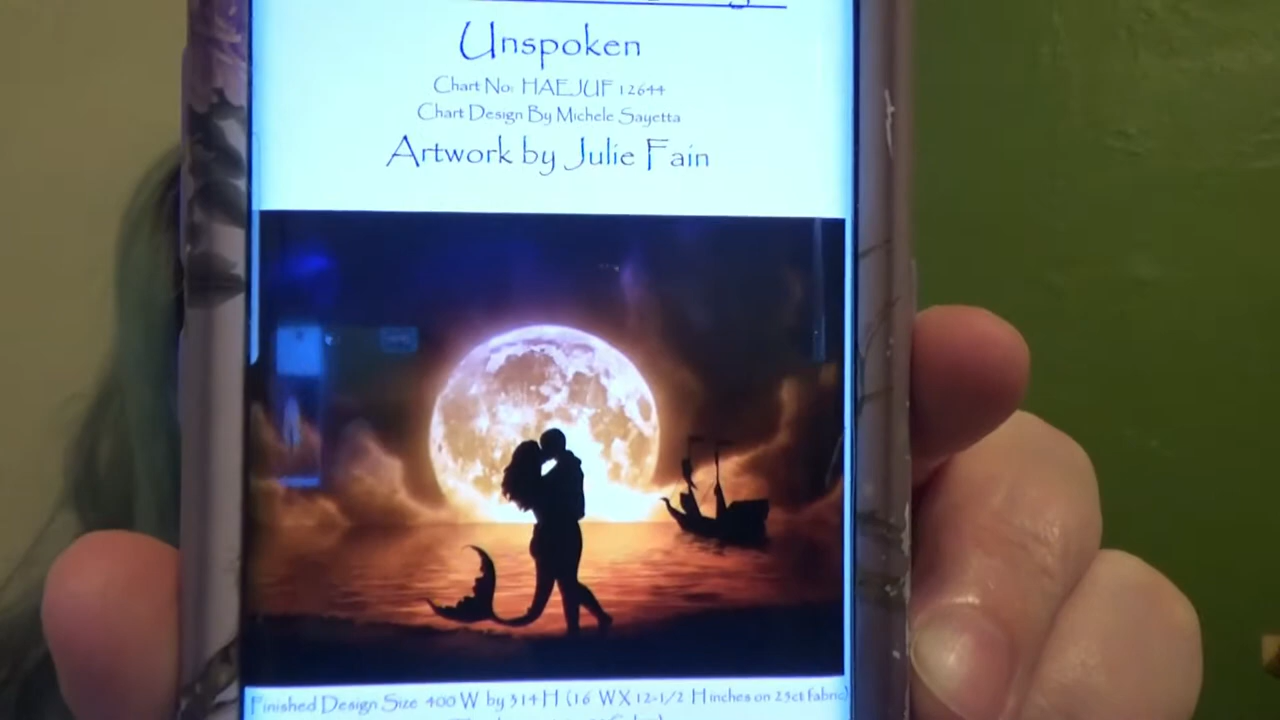 Unspoken
Chart No: HAEJUF 12644
Chart Design By Michele Sayetta
Artwork by Julie Fain
Finished Design Size 400 W by 314 H (16 WX 12-1/2 H inches on 25ct fabric)